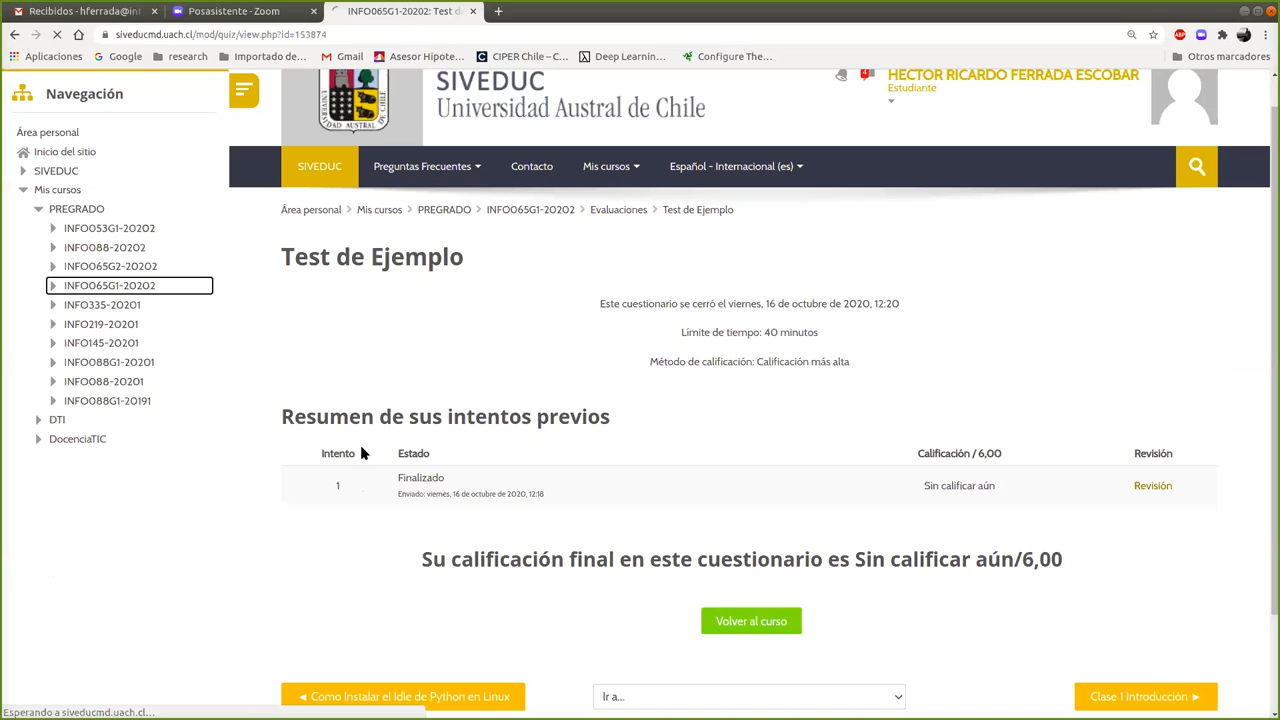 Recibidos - hferrada@in
Posasistente - Zoom
INFO065G1-20202: Test d
siveducmd.uach.cl/mod/quiz/view.php?id=153874
ABP
Aplicaciones
Google
research
Importado de...
Gmail
Asesor Hipote...
CIPER Chile – C...
Deep Learnin...
Configure The...
Otros marcadores
Navegación
Área personal
Inicio del sitio
SIVEDUC
Mis cursos
PREGRADO
INFO053G1-20202
INFO088-20202
INFO065G2-20202
INFO065G1-20202
INFO335-20201
INFO219-20201
INFO145-20201
INFO088G1-20201
INFO088-20201
INFO088G1-20191
DTI
DocenciaTIC
SIVEDUC
Universidad Austral de Chile
4
HECTOR RICARDO FERRADA ESCOBAR
Estudiante
SIVEDUC
Preguntas Frecuentes
Contacto
Mis cursos
Español - Internacional (es)
Área personal
Mis cursos
PREGRADO
INFO065G1-20202
Evaluaciones
Test de Ejemplo
Test de Ejemplo
Este cuestionario se cerró el viernes, 16 de octubre de 2020, 12:20
Límite de tiempo: 40 minutos
Método de calificación: Calificación más alta
Resumen de sus intentos previos
Intento Estado Calificación / 6,00 Revisión
1 Finalizado Sin calificar aún Revisión
Enviado: viernes, 16 de octubre de 2020, 12:18
Su calificación final en este cuestionario es Sin calificar aún/6,00
Volver al curso
◄ Como Instalar el Idle de Python en Linux
Ir a...
Clase 1 Introducción ►
Esperando a siveducmd.uach.cl...